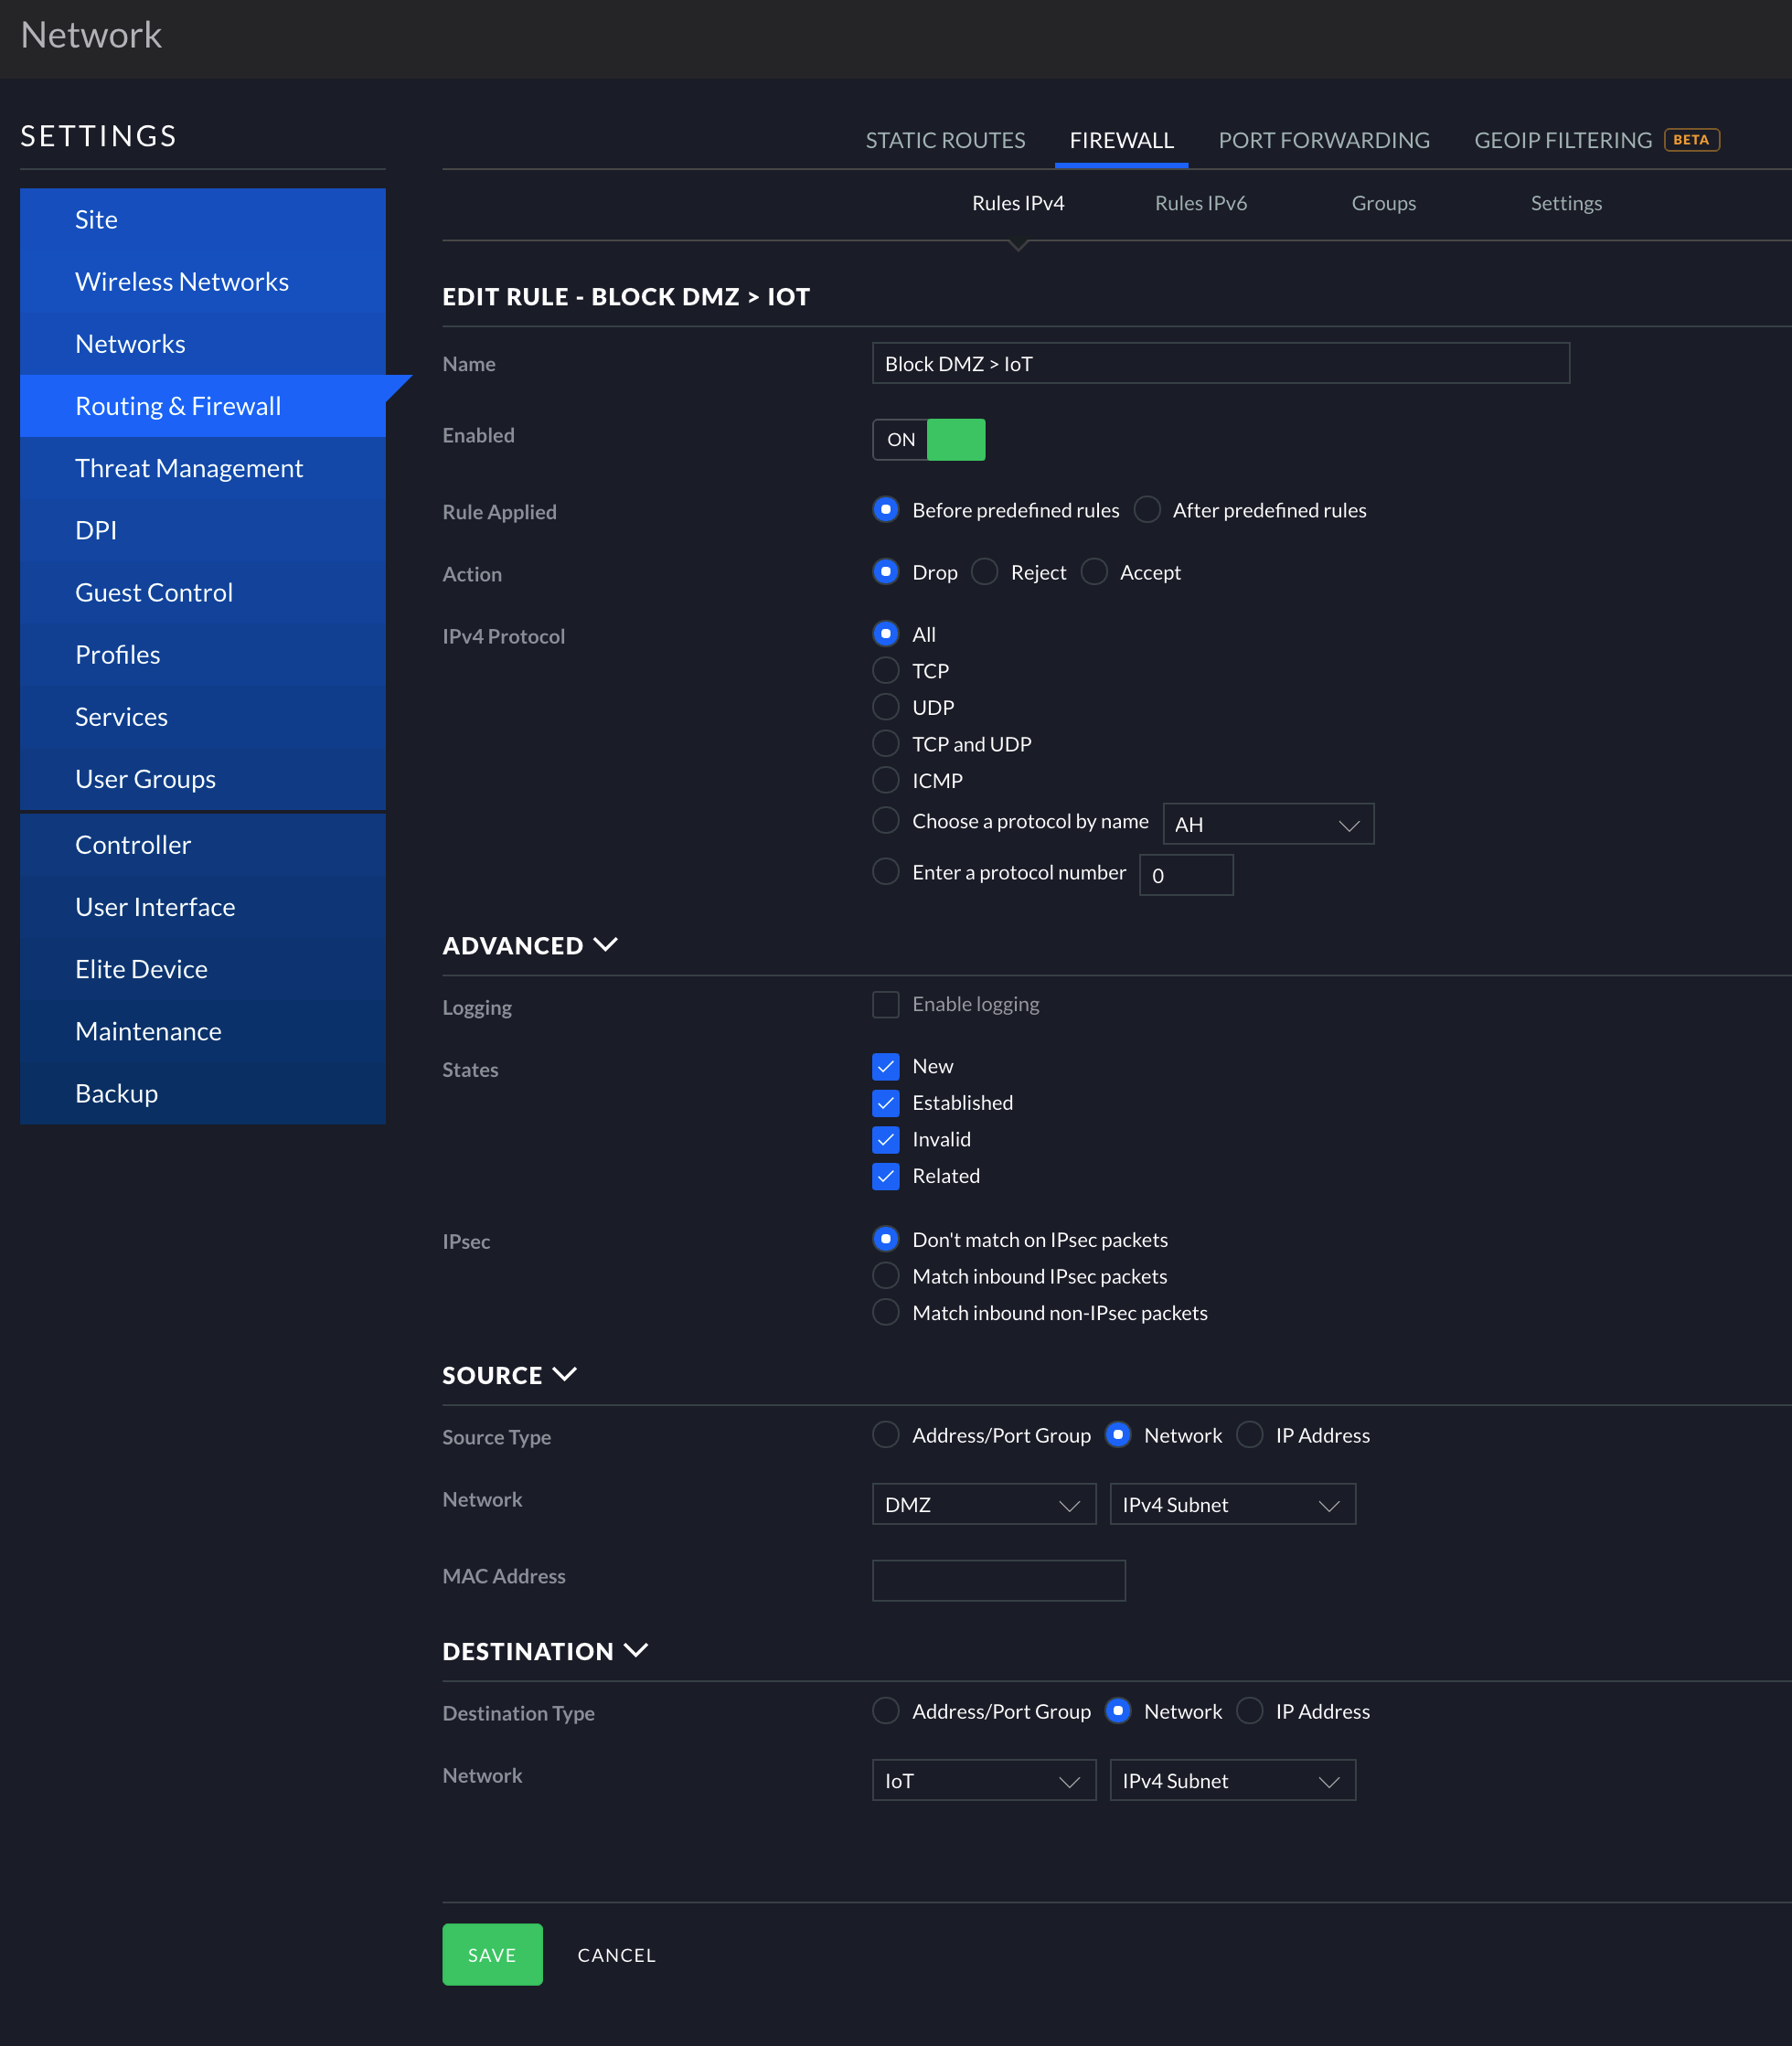 Network
SETTINGS
Site
Wireless Networks
Networks
Routing & Firewall
Threat Management
DPI
Guest Control
Profiles
Services
User Groups
Controller
User Interface
Elite Device
Maintenance
Backup
STATIC ROUTES FIREWALL PORT FORWARDING GEOIP FILTERING BETA
Rules IPv4 Rules IPv6 Groups Settings
EDIT RULE - BLOCK DMZ > IOT
Name Block DMZ > IoT
Enabled ON
Rule Applied Before predefined rules After predefined rules
Action Drop Reject Accept
IPv4 Protocol All
TCP
UDP
TCP and UDP
ICMP
Choose a protocol by name AH
Enter a protocol number 0
ADVANCED
Logging Enable logging
States New
Established
Invalid
Related
IPsec Don't match on IPsec packets
Match inbound IPsec packets
Match inbound non-IPsec packets
SOURCE
Source Type Address/Port Group Network IP Address
Network DMZ IPv4 Subnet
MAC Address
DESTINATION
Destination Type Address/Port Group Network IP Address
Network IoT IPv4 Subnet
SAVE CANCEL